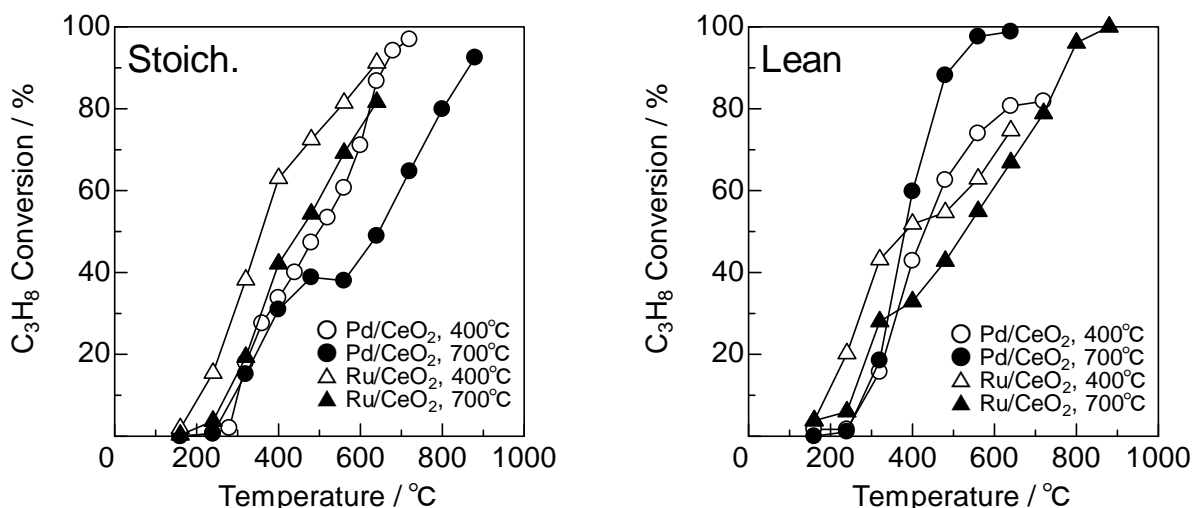 100
80
60
40
20
0
200
400
600
800
1000
C₃H₈ Conversion / %
Temperature / °C
Stoich.
Pd/CeO₂, 400°C
Pd/CeO₂, 700°C
Ru/CeO₂, 400°C
Ru/CeO₂, 700°C
100
80
60
40
20
0
200
400
600
800
1000
C₃H₈ Conversion / %
Temperature / °C
Lean
Pd/CeO₂, 400°C
Pd/CeO₂, 700°C
Ru/CeO₂, 400°C
Ru/CeO₂, 700°C